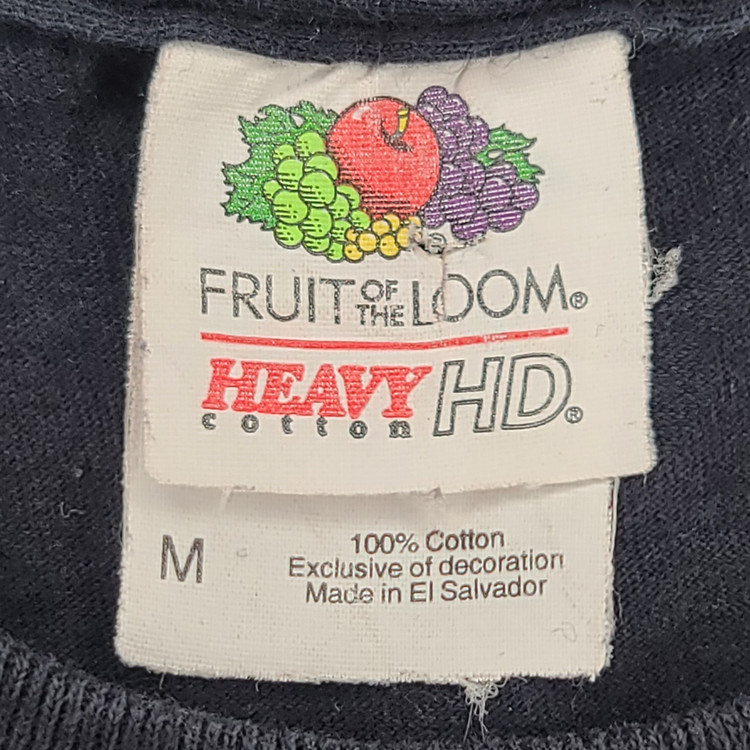 FRUIT OF THE LOOM®
HEAVY cotton HD®
M
100% Cotton
Exclusive of decoration
Made in El Salvador